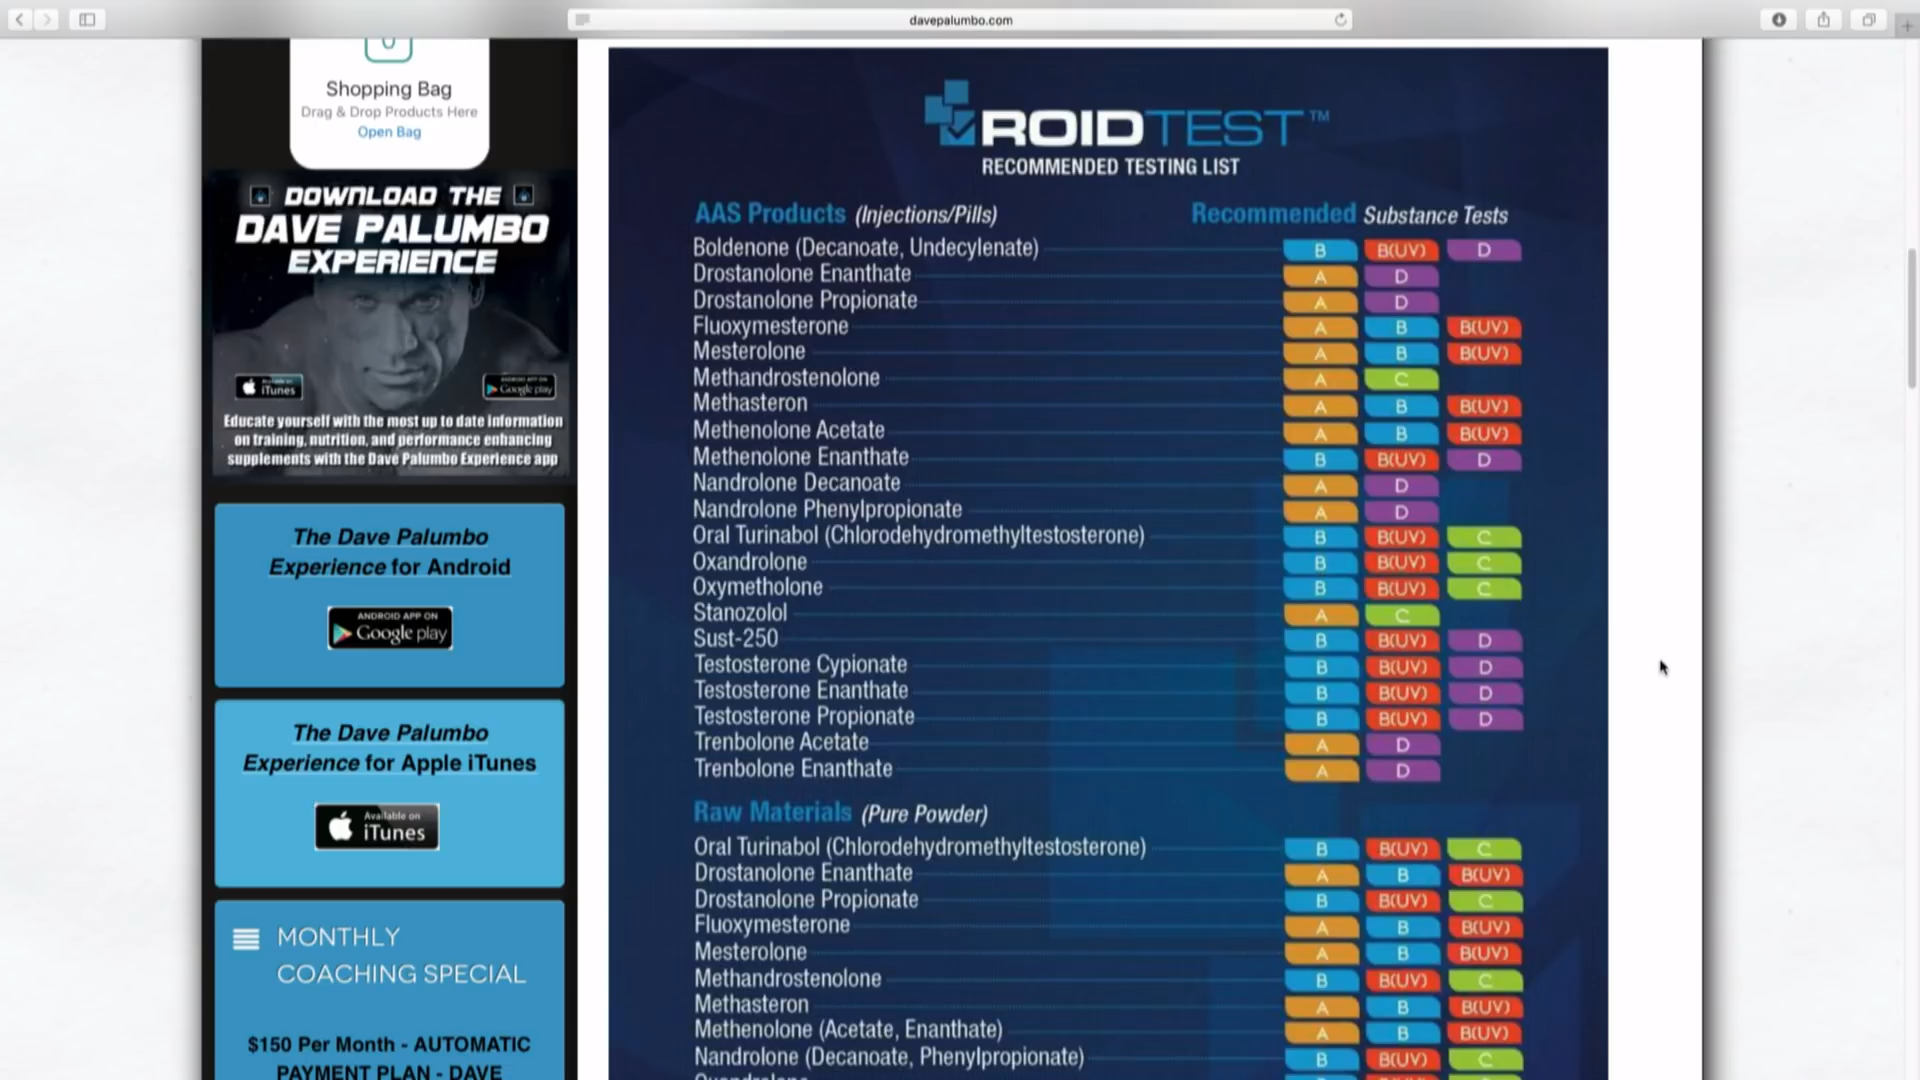 davepalumbo.com
Shopping Bag
Drag & Drop Products Here
Open Bag
DOWNLOAD THE
DAVE PALUMBO
EXPERIENCE
Available on
iTunes
ANDROID APP ON
Google play
Educate yourself with the most up to date information
on training, nutrition, and performance enhancing
supplements with the Dave Palumbo Experience app
The Dave Palumbo
Experience for Android
ANDROID APP ON
Google play
The Dave Palumbo
Experience for Apple iTunes
Available on
iTunes
MONTHLY
COACHING SPECIAL
$150 Per Month - AUTOMATIC
PAYMENT PLAN - DAVE
ROIDTEST™
RECOMMENDED TESTING LIST
AAS Products (Injections/Pills) Recommended Substance Tests
Boldenone (Decanoate, Undecylenate) B B(UV) D
Drostanolone Enanthate A D
Drostanolone Propionate A D
Fluoxymesterone A B B(UV)
Mesterolone A B B(UV)
Methandrostenolone A C
Methasteron A B B(UV)
Methenolone Acetate A B B(UV)
Methenolone Enanthate B B(UV) D
Nandrolone Decanoate A D
Nandrolone Phenylpropionate A D
Oral Turinabol (Chlorodehydromethyltestosterone) B B(UV) C
Oxandrolone B B(UV) C
Oxymetholone B B(UV) C
Stanozolol A C
Sust-250 B B(UV) D
Testosterone Cypionate B B(UV) D
Testosterone Enanthate B B(UV) D
Testosterone Propionate B B(UV) D
Trenbolone Acetate A D
Trenbolone Enanthate A D
Raw Materials (Pure Powder)
Oral Turinabol (Chlorodehydromethyltestosterone) B B(UV) C
Drostanolone Enanthate A B B(UV)
Drostanolone Propionate B B(UV) C
Fluoxymesterone A B B(UV)
Mesterolone A B B(UV)
Methandrostenolone B B(UV) C
Methasteron A B B(UV)
Methenolone (Acetate, Enanthate) A B B(UV)
Nandrolone (Decanoate, Phenylpropionate) B B(UV) C